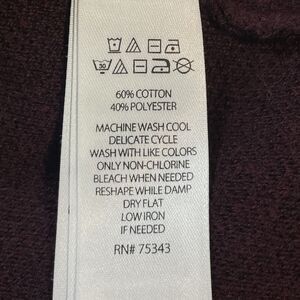 30
60% COTTON
40% POLYESTER
MACHINE WASH COOL
DELICATE CYCLE
WASH WITH LIKE COLORS
ONLY NON-CHLORINE
BLEACH WHEN NEEDED
RESHAPE WHILE DAMP
DRY FLAT
LOW IRON
IF NEEDED
RN# 75343